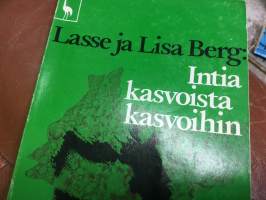 Lasse ja Lisa Berg:
Intia
kasvoista
kasvoihin